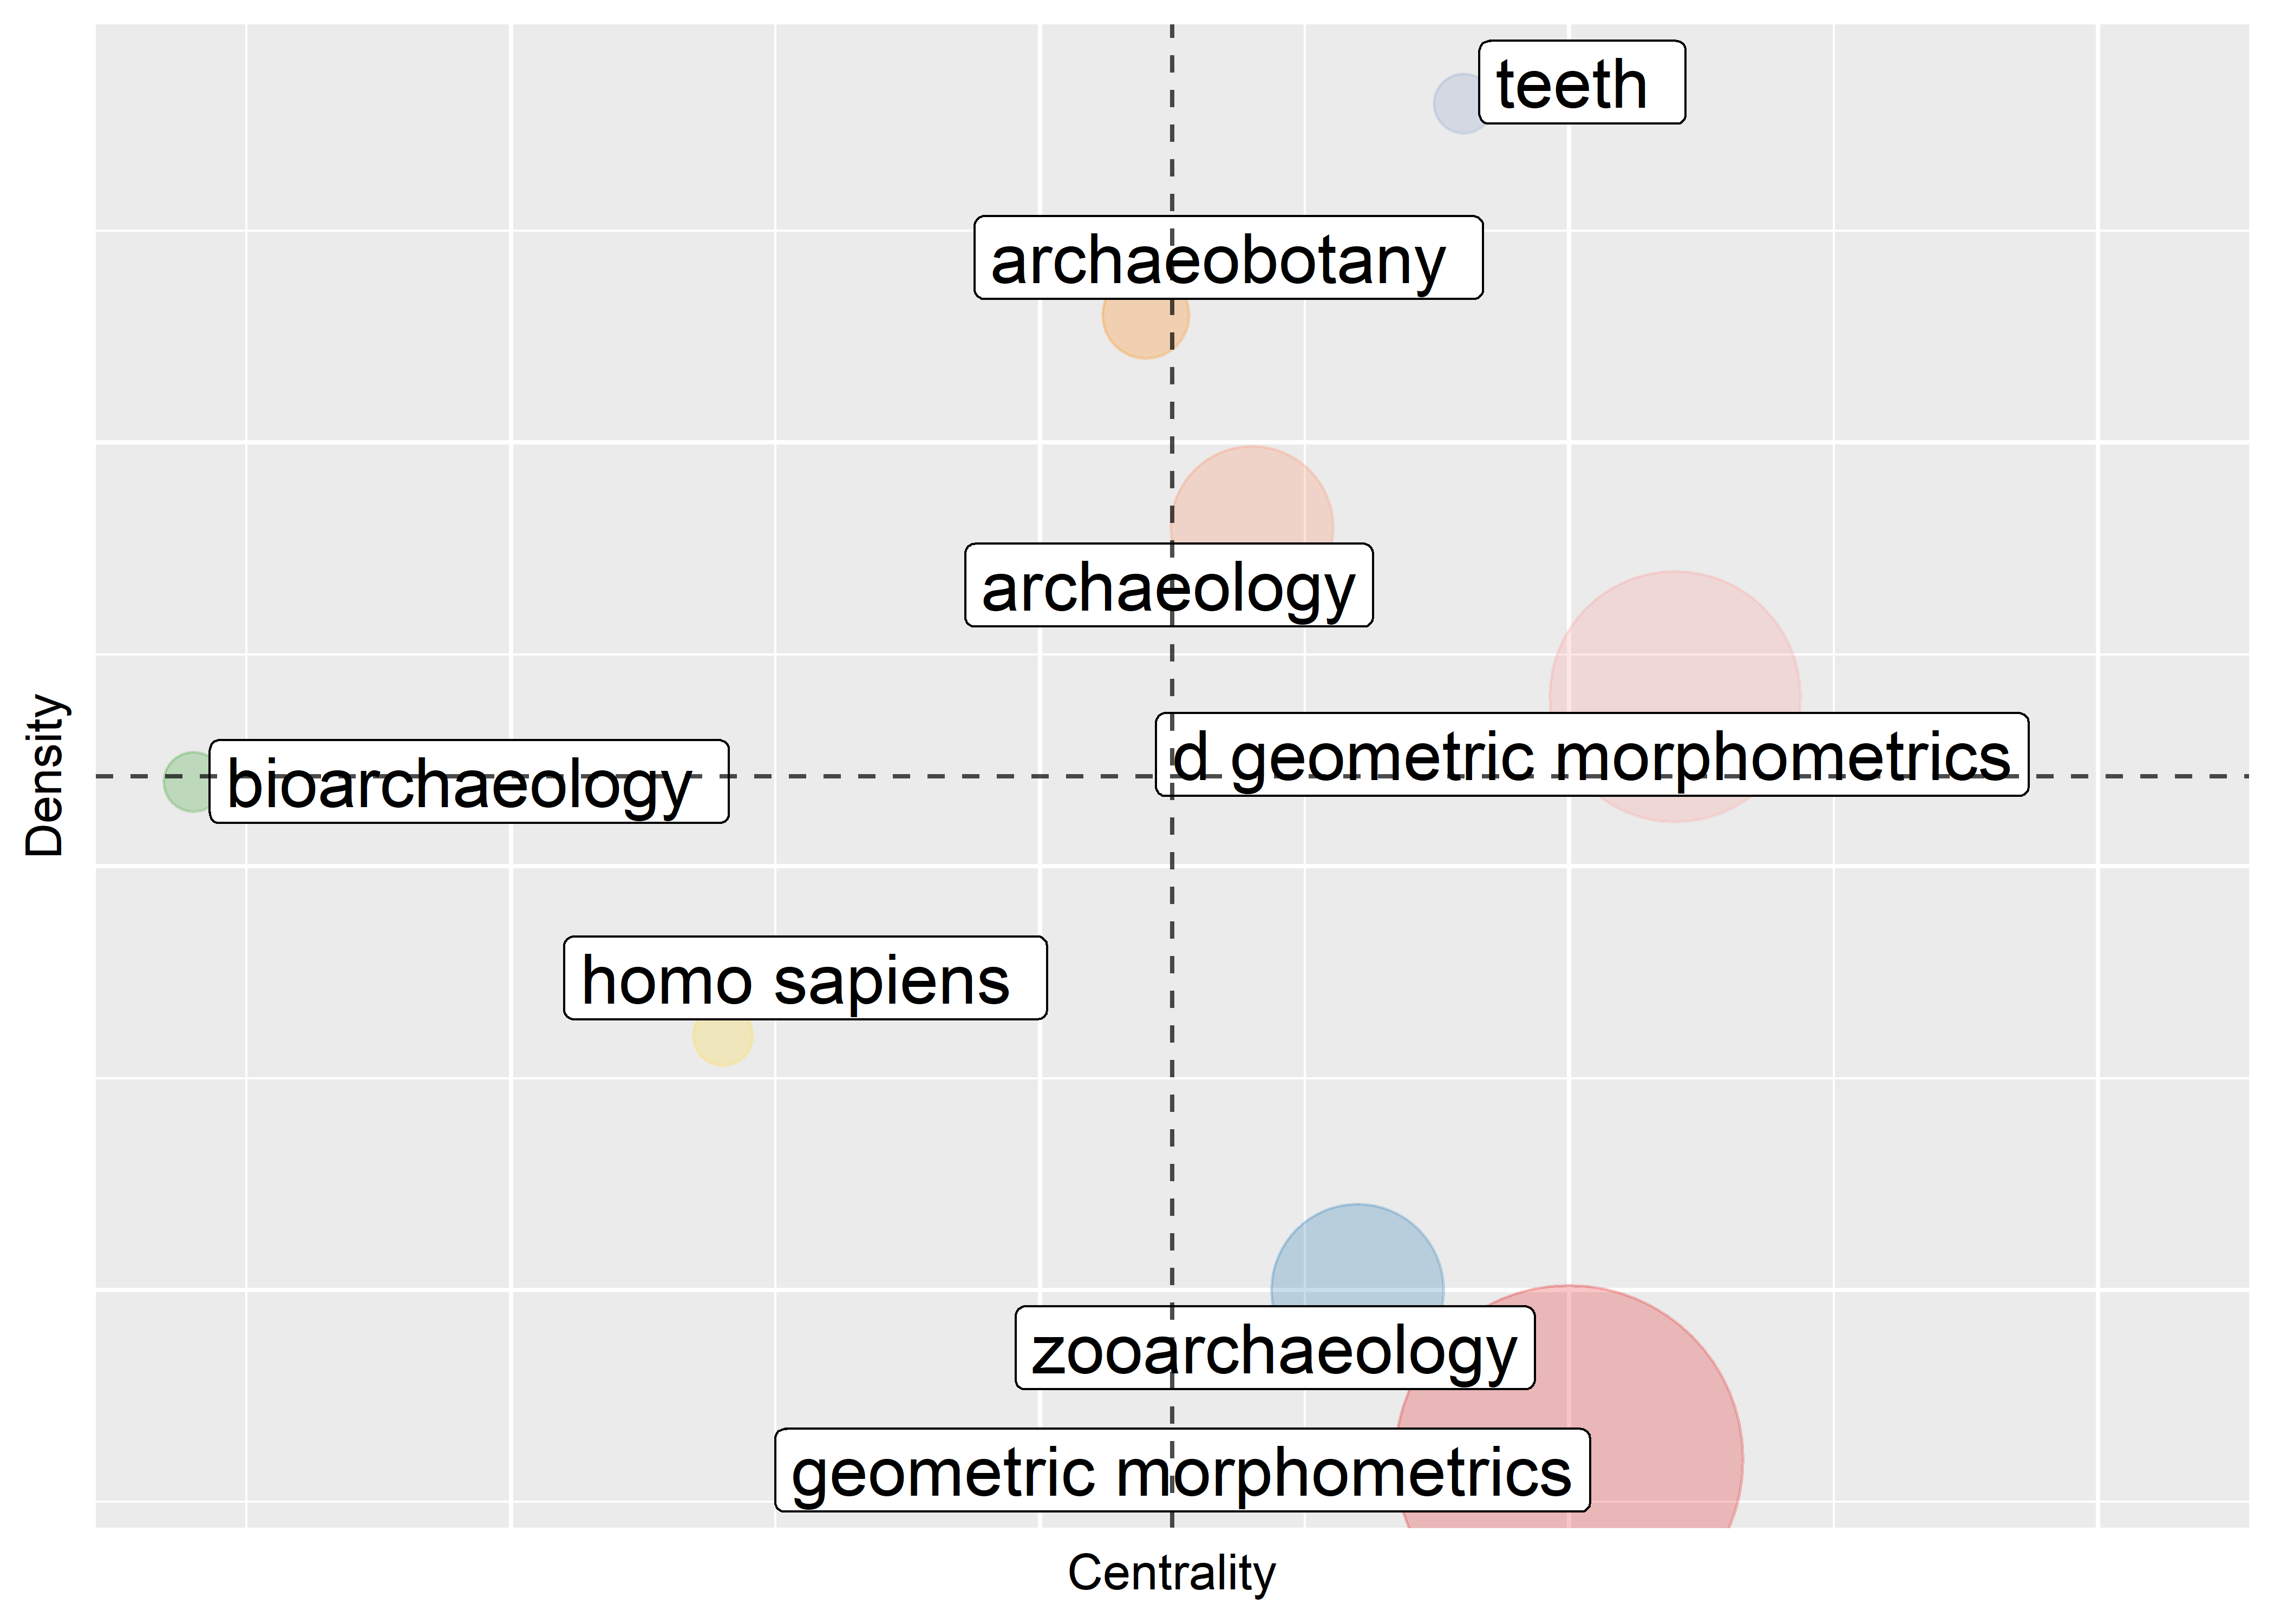 teeth
archaeobotany
archaeology
d geometric morphometrics
bioarchaeology
Density
homo sapiens
zooarchaeology
geometric morphometrics
Centrality